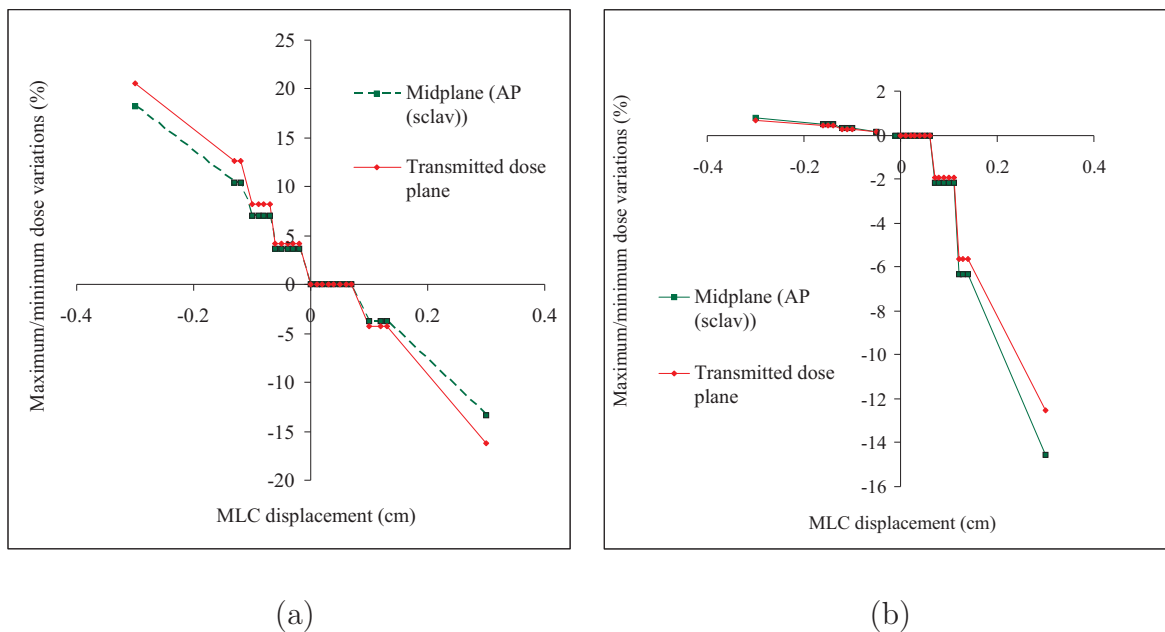 Maximum/minimum dose variations (%)
25
20
15
10
5
0
-5
-10
-15
-20
-0.4
-0.2
0
0.2
0.4
Midplane (AP
(sclav))
Transmitted dose
plane
MLC displacement (cm)
(a)
Maximum/minimum dose variations (%)
2
0
-2
-4
-6
-8
-10
-12
-14
-16
-0.4
-0.2
0
0.2
0.4
Midplane (AP
(sclav))
Transmitted dose
plane
MLC displacement (cm)
(b)